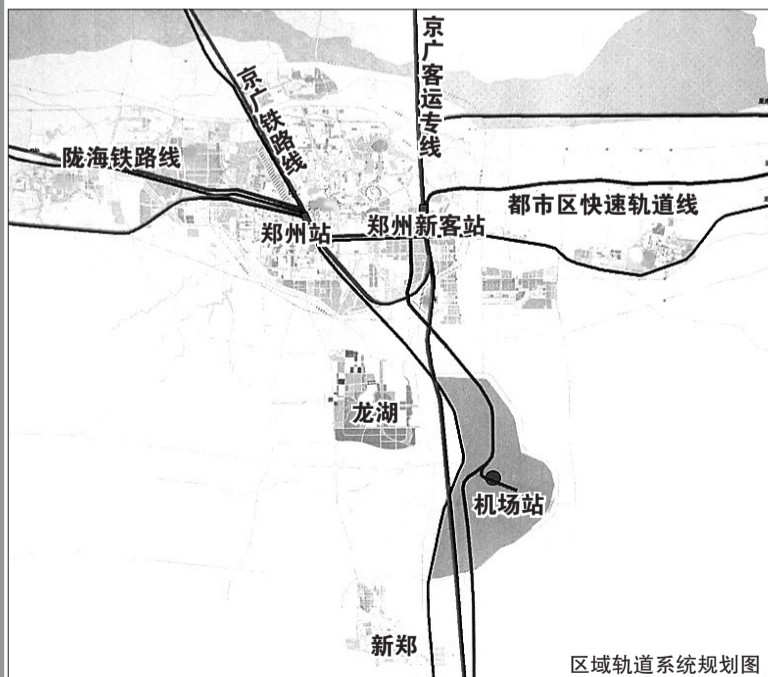 京广客运专线
京广铁路线
陇海铁路线
都市区快速轨道线
郑州站
郑州新客站
龙湖
机场站
新郑
区域轨道系统规划图